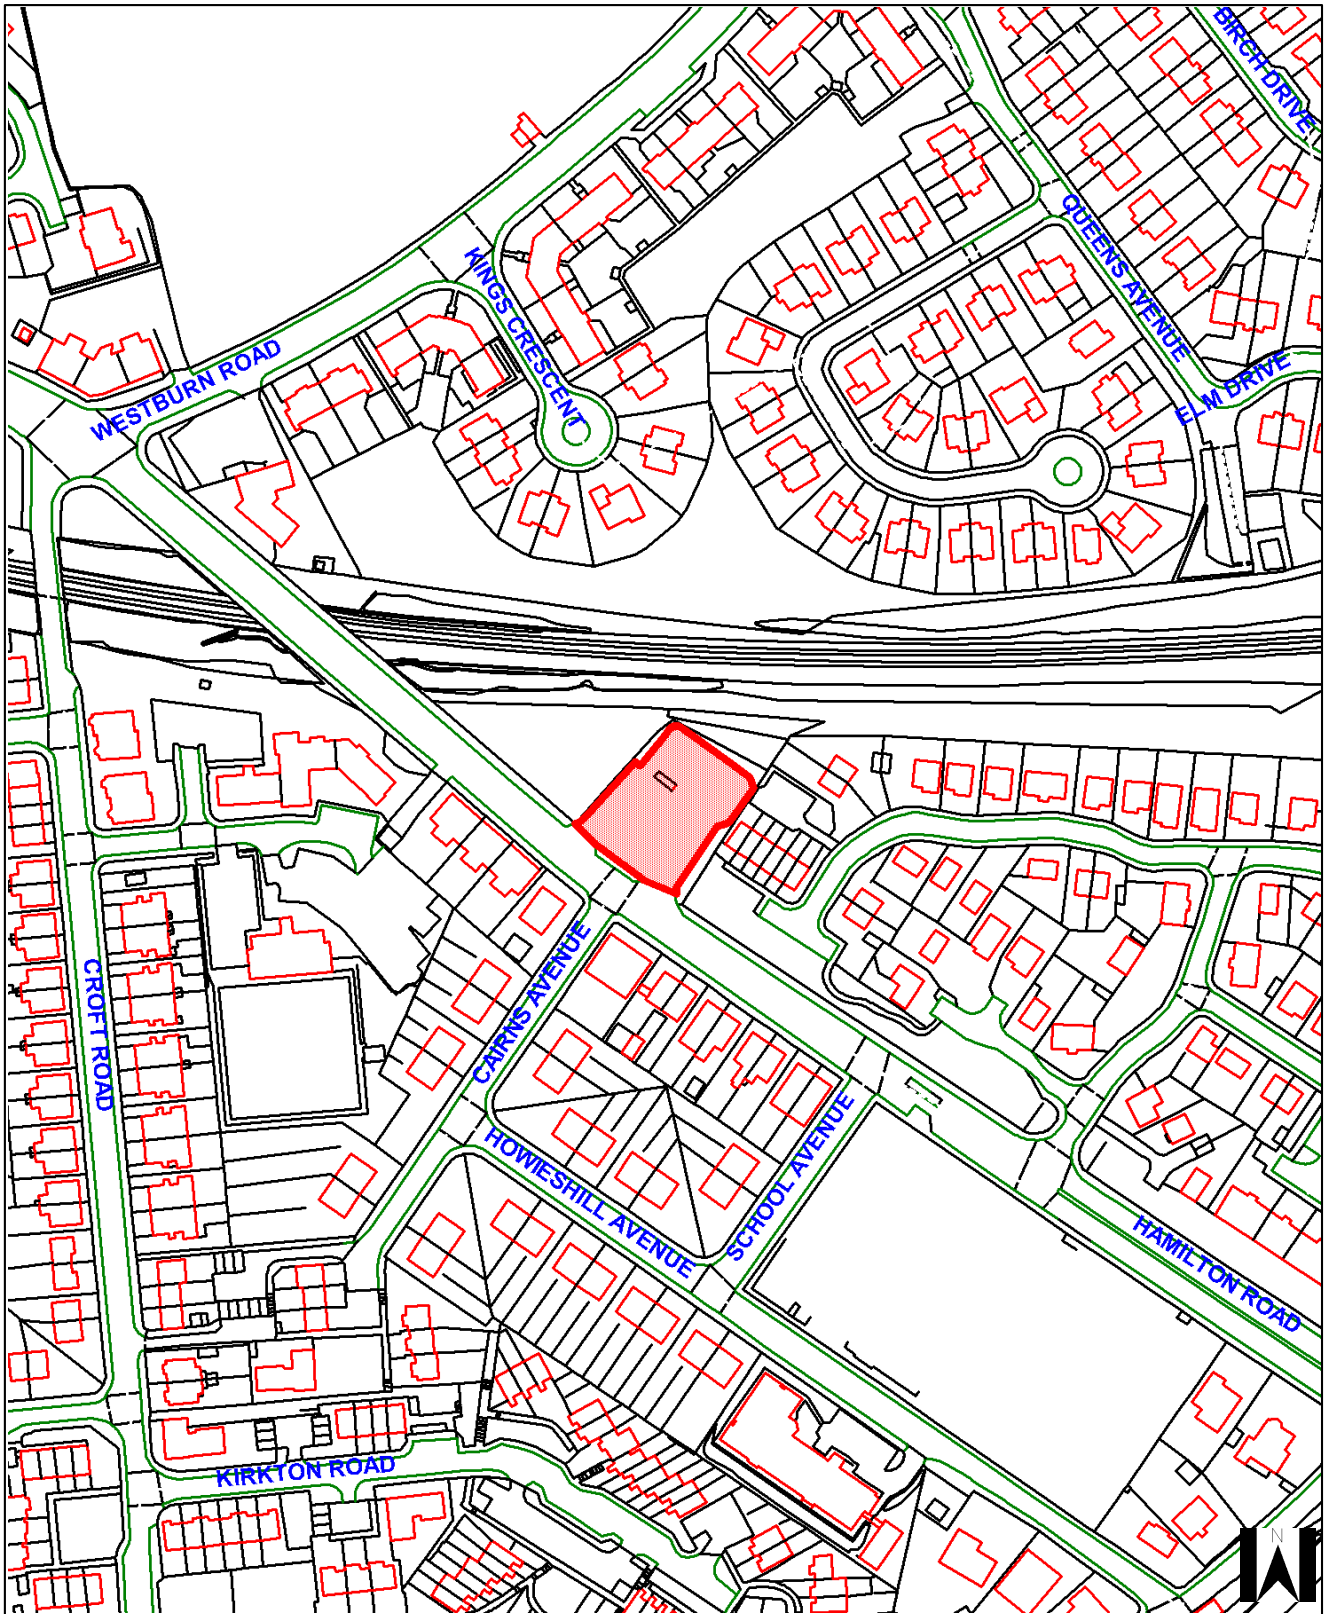 BIRCH DRIVE
QUEENS AVENUE
KINGS CRESCENT
WESTBURN ROAD
ELM DRIVE
CAIRNS AVENUE
CROFT ROAD
HOWIESHILL AVENUE
SCHOOL AVENUE
HAMILTON ROAD
KIRKTON ROAD
N